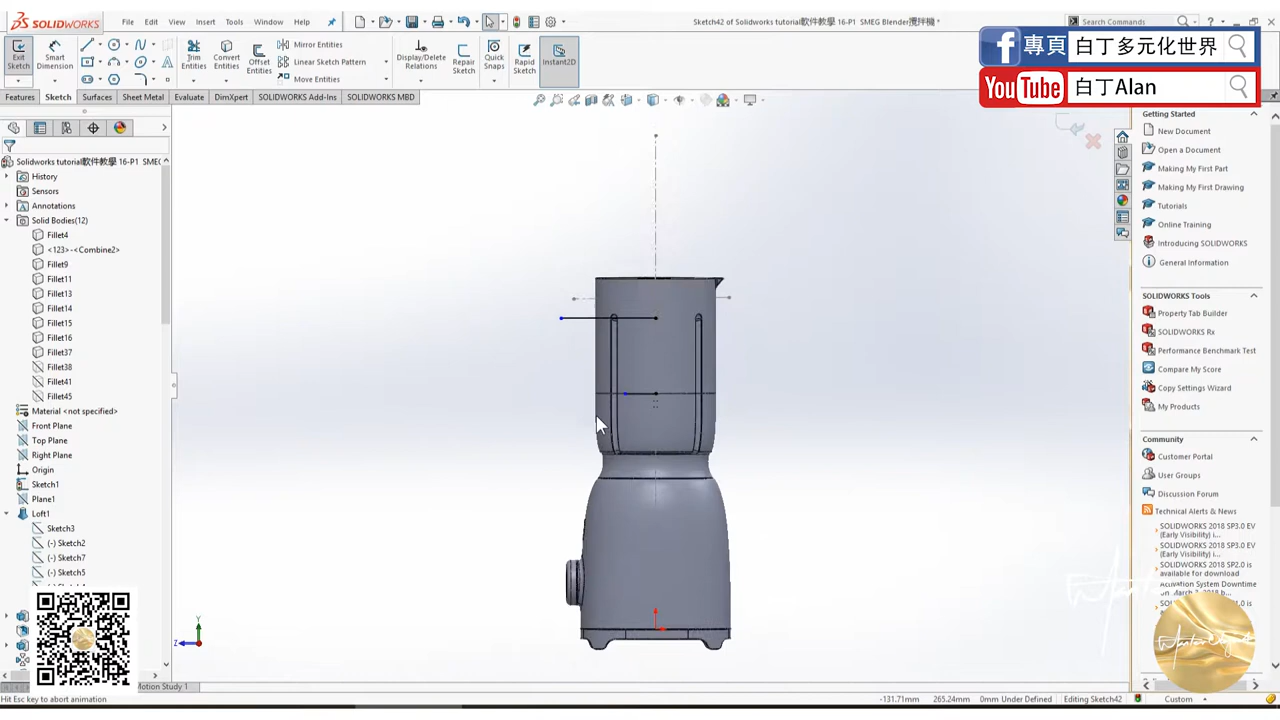 SOLIDWORKS
File
Edit
View
Insert
Tools
Window
Help
Sketch42 of Solidworks tutorial軟件教學 16-P1 SMEG Blender攪拌機 *
Search Commands
Exit Sketch
Smart Dimension
Trim Entities
Convert Entities
Offset Entities
Mirror Entities
Linear Sketch Pattern
Move Entities
Display/Delete Relations
Repair Sketch
Quick Snaps
Rapid Sketch
Instant2D
f 專頁 白丁多元化世界
YouTube 白丁Alan
Features
Sketch
Surfaces
Sheet Metal
Evaluate
DimXpert
SOLIDWORKS Add-Ins
SOLIDWORKS MBD
Solidworks tutorial軟件教學 16-P1 SMEG
History
Sensors
Annotations
Solid Bodies(12)
Fillet4
<123>-<Combine2>
Fillet9
Fillet11
Fillet13
Fillet14
Fillet15
Fillet16
Fillet37
Fillet38
Fillet41
Fillet45
Material <not specified>
Front Plane
Top Plane
Right Plane
Origin
Sketch1
Plane1
Loft1
Sketch3
(-) Sketch2
(-) Sketch7
(-) Sketch5
Y
Z
Getting Started
New Document
Open a Document
Making My First Part
Making My First Drawing
Tutorials
Online Training
Introducing SOLIDWORKS
General Information
SOLIDWORKS Tools
Property Tab Builder
SOLIDWORKS Rx
Performance Benchmark Test
Compare My Score
Copy Settings Wizard
My Products
Community
Customer Portal
User Groups
Discussion Forum
Technical Alerts & News
SOLIDWORKS 2018 SP3.0 EV
(Early Visibility) i...
SOLIDWORKS 2018 SP3.0 EV
(Early Visibility) i...
SOLIDWORKS 2018 SP2.0 is
available for download
Activation System Downtime
Motion Study 1
Hit Esc key to abort animation
-131.71mm
265.24mm
0mm Under Defined
Editing Sketch42
Custom